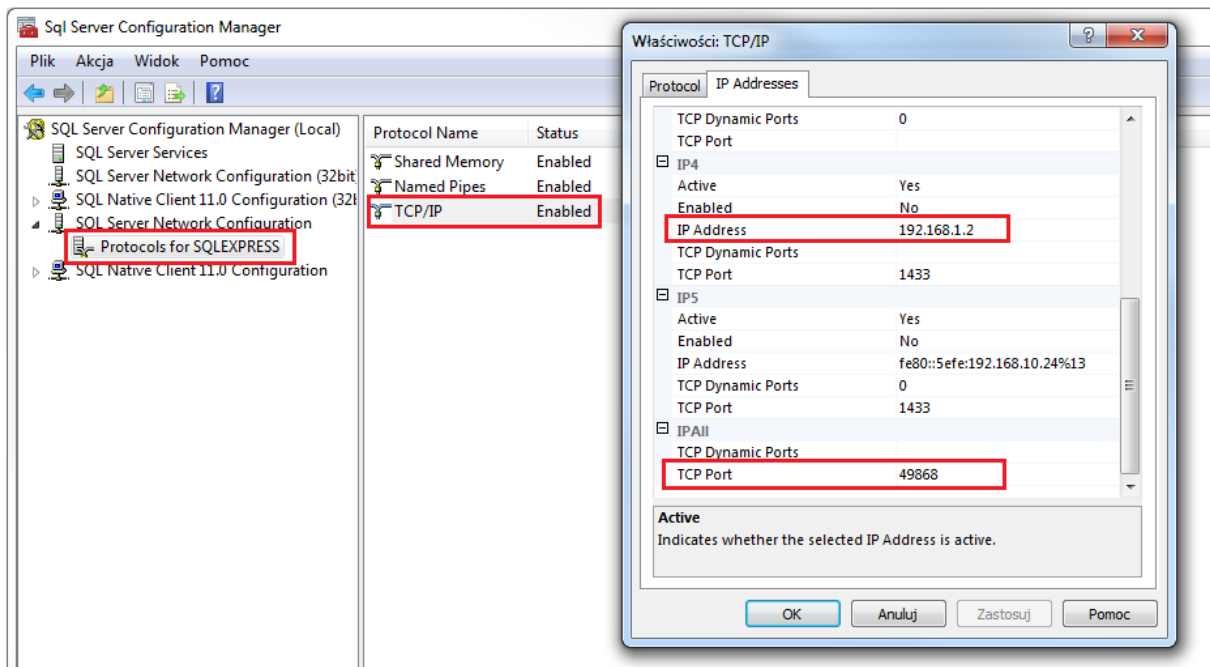 Sql Server Configuration Manager
Plik Akcja Widok Pomoc
SQL Server Configuration Manager (Local)
SQL Server Services
SQL Server Network Configuration (32bit
SQL Native Client 11.0 Configuration (32b
SQL Server Network Configuration
Protocols for SQLEXPRESS
SQL Native Client 11.0 Configuration
Protocol Name Status
Shared Memory Enabled
Named Pipes Enabled
TCP/IP Enabled
Właściwości: TCP/IP
Protocol IP Addresses
TCP Dynamic Ports 0
TCP Port
IP4
Active Yes
Enabled No
IP Address 192.168.1.2
TCP Dynamic Ports
TCP Port 1433
IP5
Active Yes
Enabled No
IP Address fe80::5efe:192.168.10.24%13
TCP Dynamic Ports 0
TCP Port 1433
IPAll
TCP Dynamic Ports
TCP Port 49868
Active
Indicates whether the selected IP Address is active.
OK Anuluj Zastosuj Pomoc